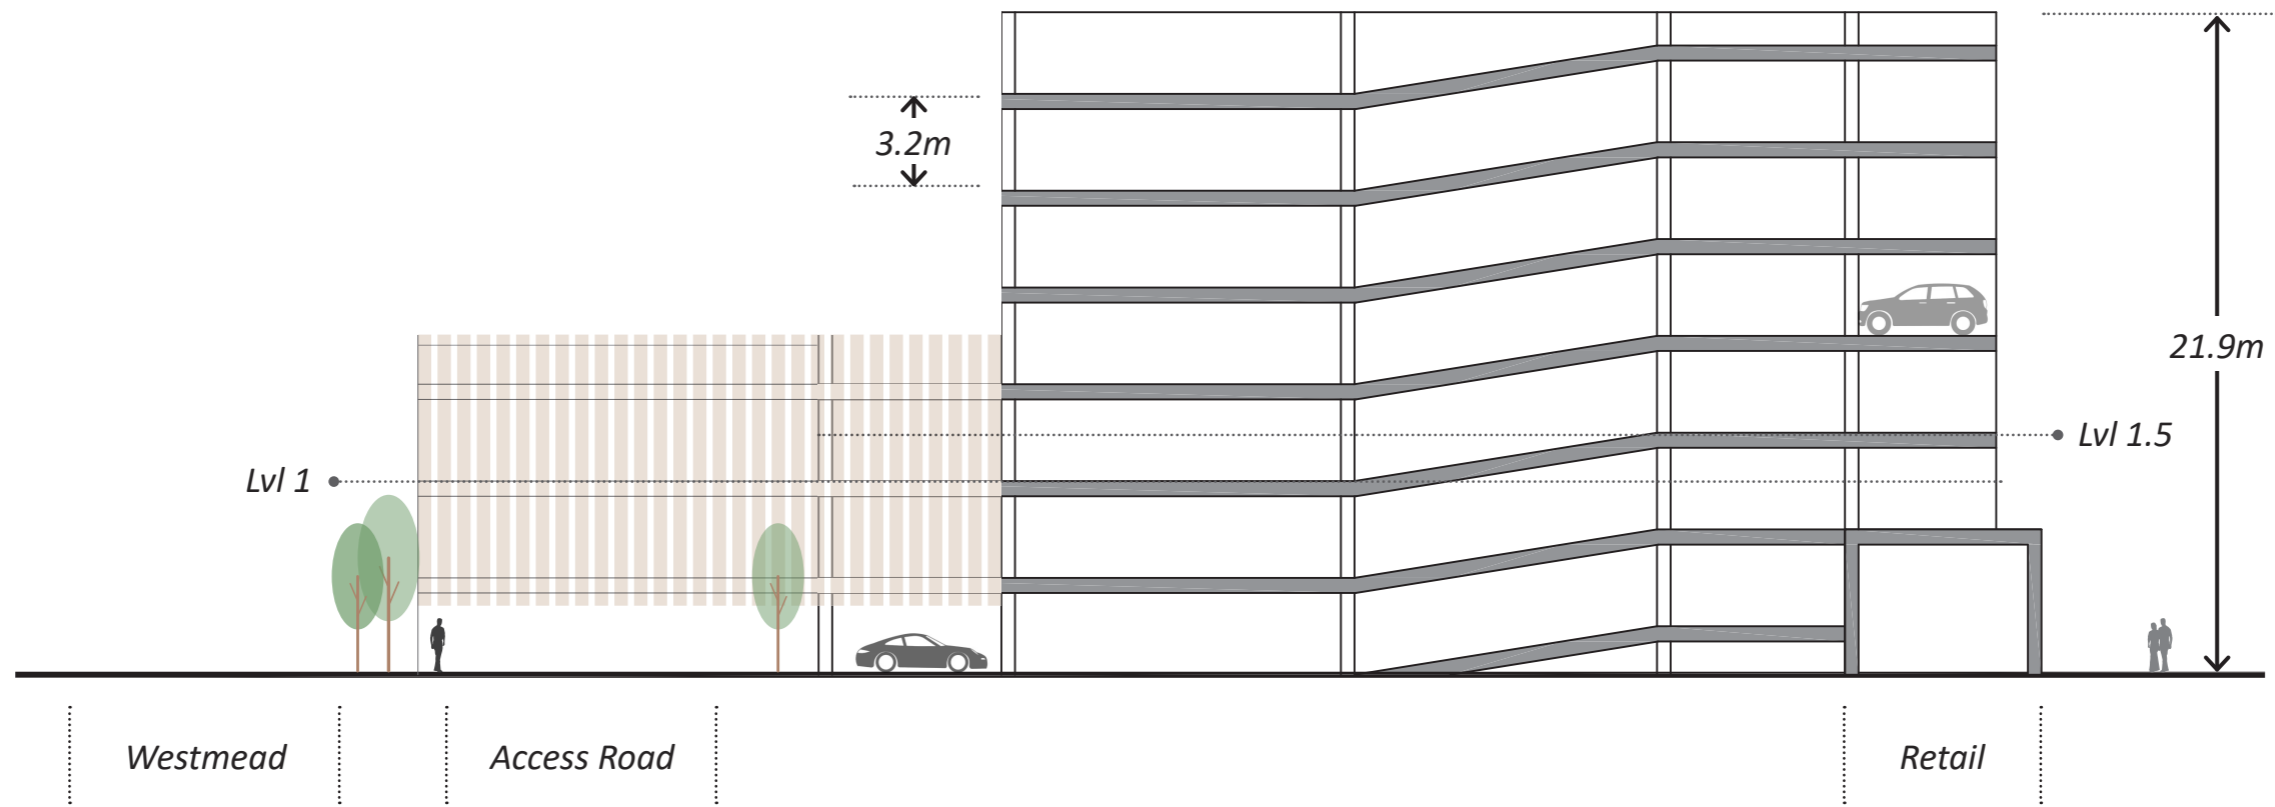 3.2m
21.9m
Lvl 1.5
Lvl 1
Westmead
Access Road
Retail